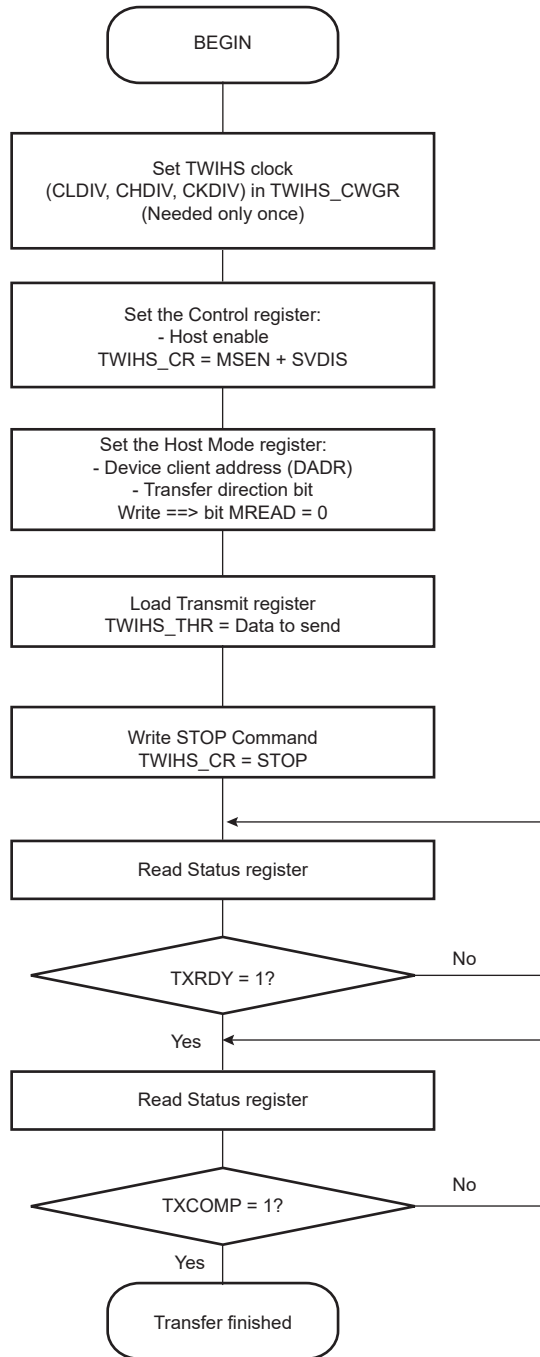 BEGIN
Set TWIHS clock
(CLDIV, CHDIV, CKDIV) in TWIHS_CWGR
(Needed only once)
Set the Control register:
- Host enable
TWIHS_CR = MSEN + SVDIS
Set the Host Mode register:
- Device client address (DADR)
- Transfer direction bit
Write ==> bit MREAD = 0
Load Transmit register
TWIHS_THR = Data to send
Write STOP Command
TWIHS_CR = STOP
Read Status register
TXRDY = 1?
No
Yes
Read Status register
TXCOMP = 1?
No
Yes
Transfer finished